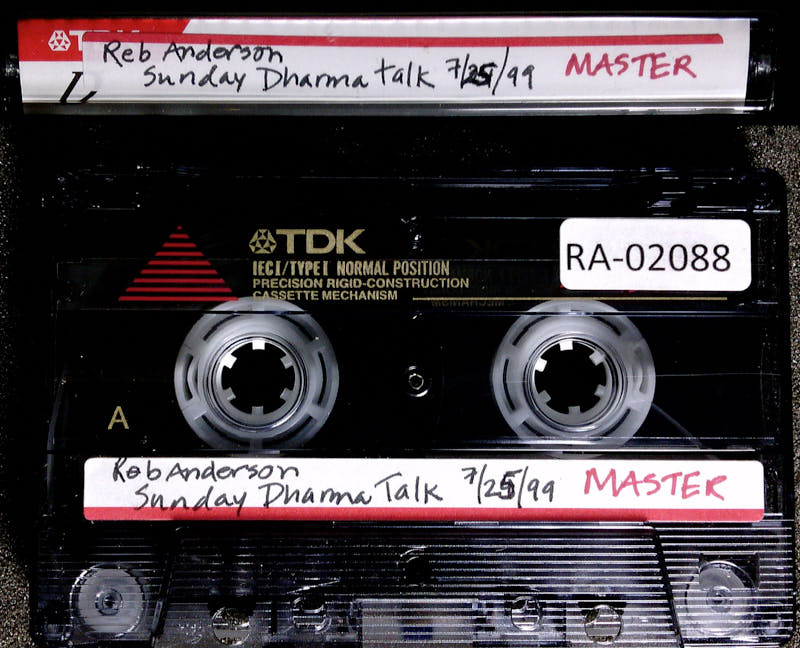 TDK
Reb Anderson
Sunday Dharma talk 7/25/99 MASTER
L
TDK
IECI/TYPE I NORMAL POSITION
PRECISION RIGID-CONSTRUCTION
CASSETTE MECHANISM
RA-02088
A
Reb Anderson
Sunday Dharma Talk 7/25/99 MASTER